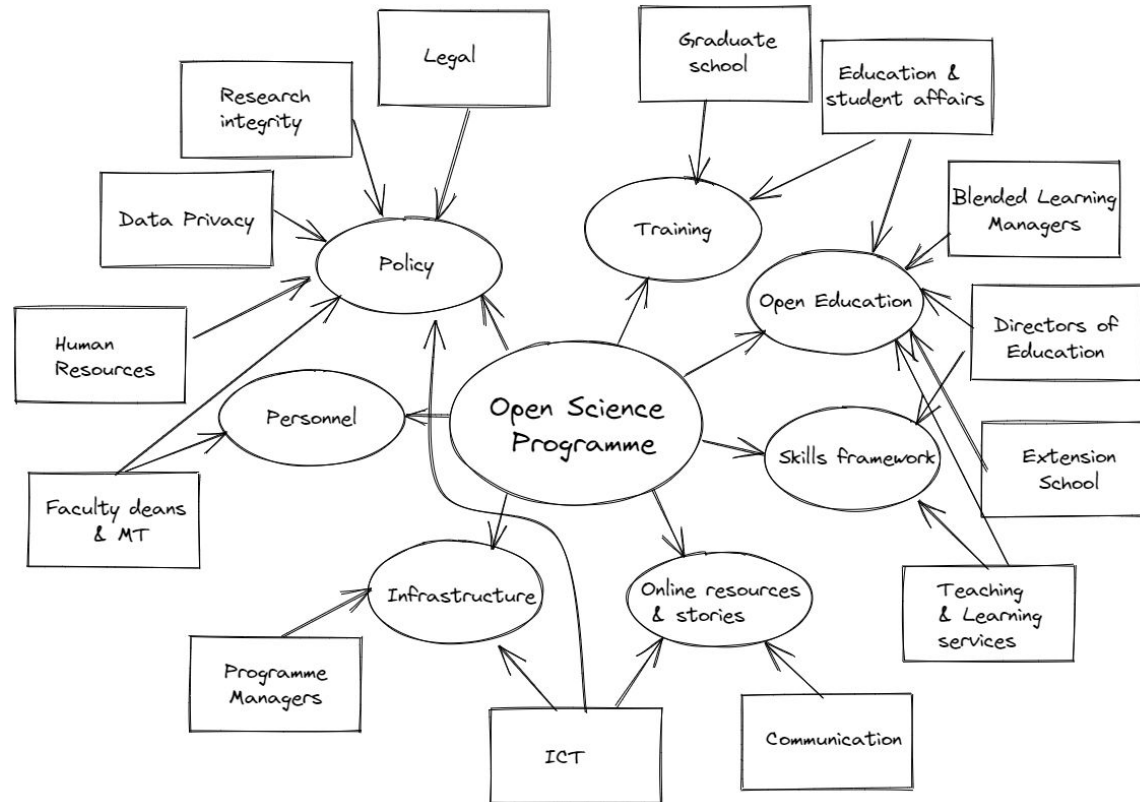 Legal
Graduate
school
Education &
student affairs
Research
integrity
Data Privacy
Blended Learning
Managers
Training
Policy
Open Education
Human
Resources
Directors of
Education
Personnel
Open Science
Programme
Skills framework
Extension
School
Faculty deans
& MT
Infrastructure
Online resources
& stories
Teaching
& Learning
services
Programme
Managers
ICT
Communication